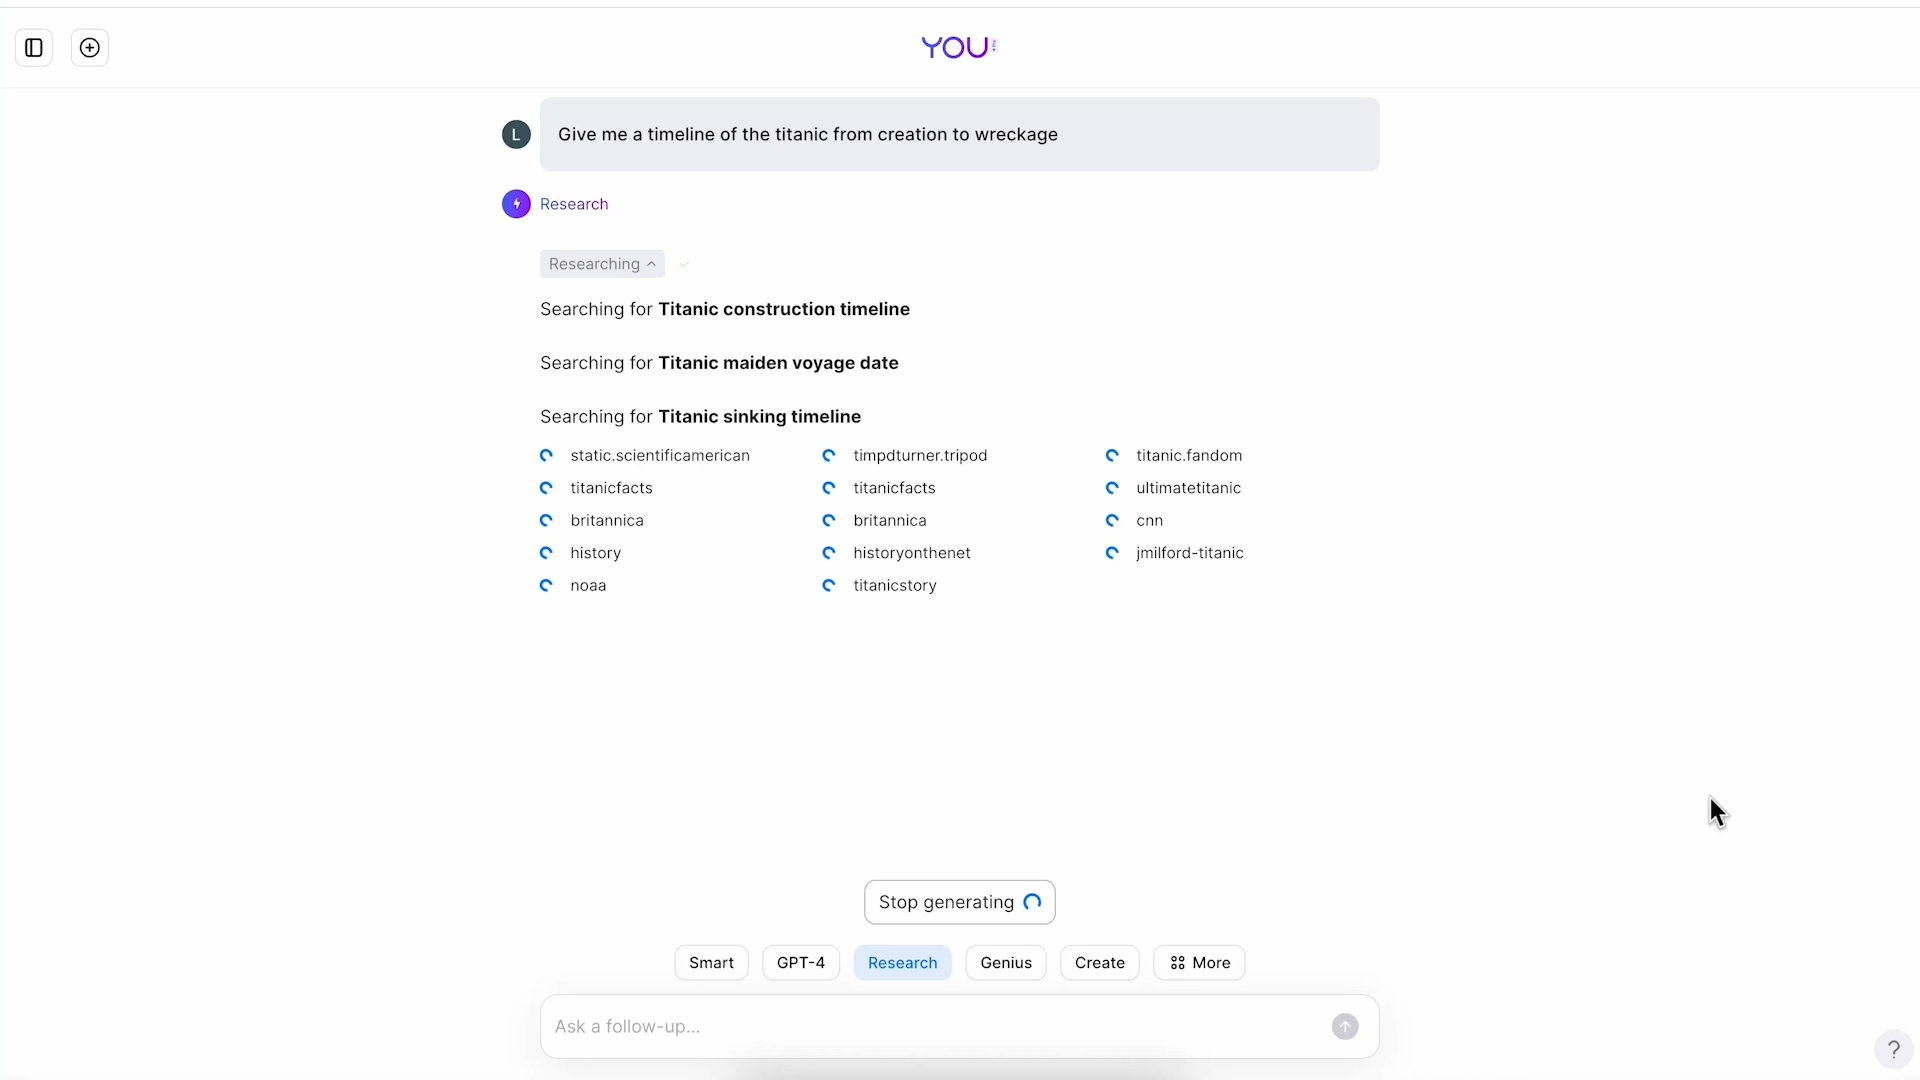 YOU
L
Give me a timeline of the titanic from creation to wreckage
Research
Researching
Searching for Titanic construction timeline
Searching for Titanic maiden voyage date
Searching for Titanic sinking timeline
static.scientificamerican timpdturner.tripod titanic.fandom
titanicfacts titanicfacts ultimatetitanic
britannica britannica cnn
history historyonthenet jmilford-titanic
noaa titanicstory
Stop generating
Smart GPT-4 Research Genius Create More
Ask a follow-up...
?